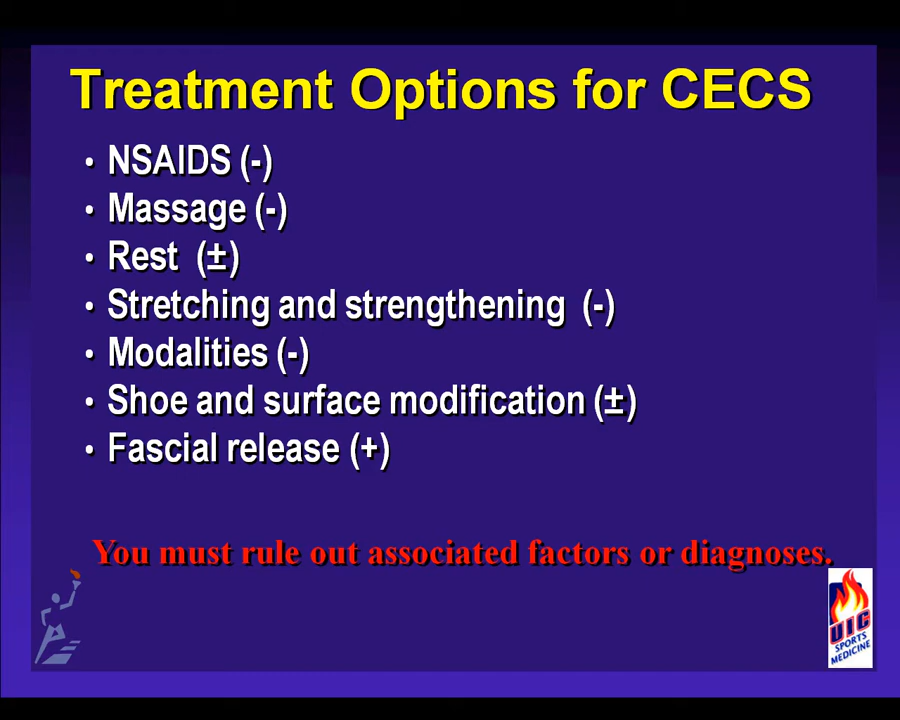 Treatment Options for CECS
• NSAIDS (-)
• Massage (-)
• Rest (±)
• Stretching and strengthening (-)
• Modalities (-)
• Shoe and surface modification (±)
• Fascial release (+)
You must rule out associated factors or diagnoses.
UIC
SPORTS
MEDICINE